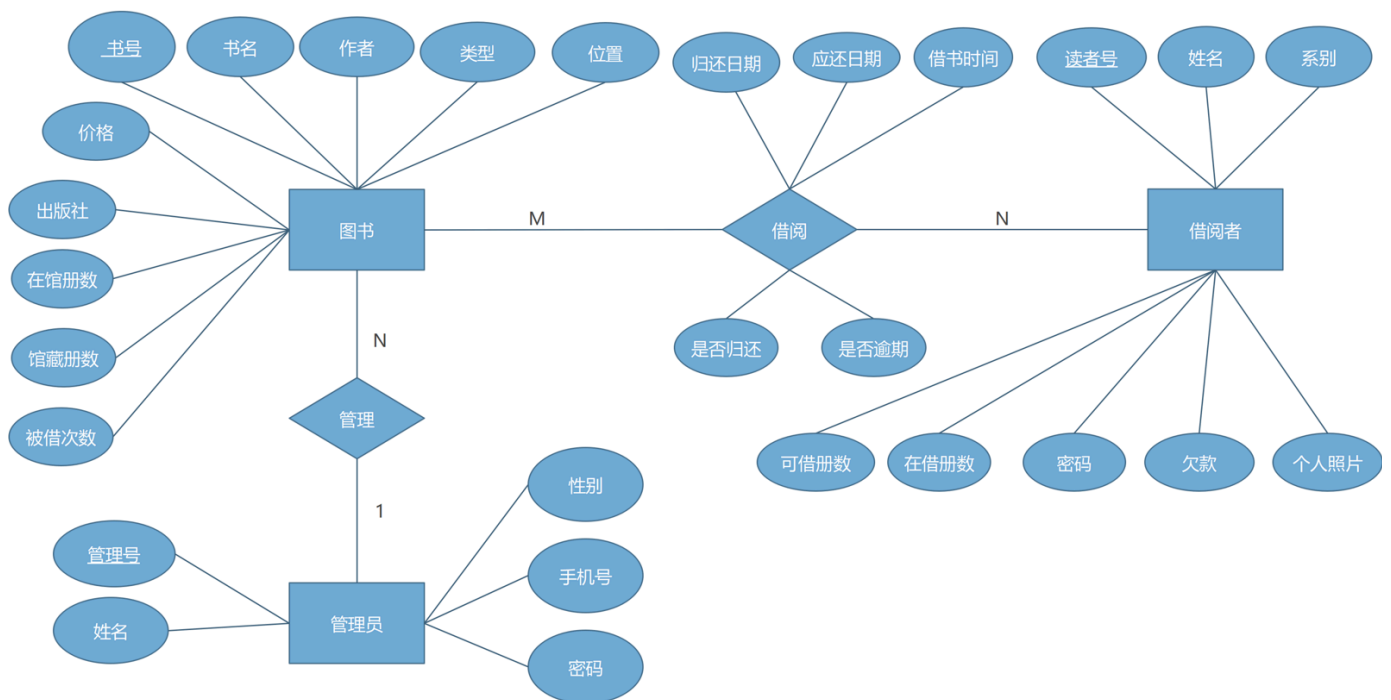 书号
书名
作者
类型
位置
归还日期
应还日期
借书时间
读者号
姓名
系别
价格
出版社
图书
M
借阅
N
借阅者
在馆册数
馆藏册数
N
是否归还
是否逾期
被借次数
管理
可借册数
在借册数
密码
欠款
个人照片
1
性别
管理号
手机号
姓名
管理员
密码